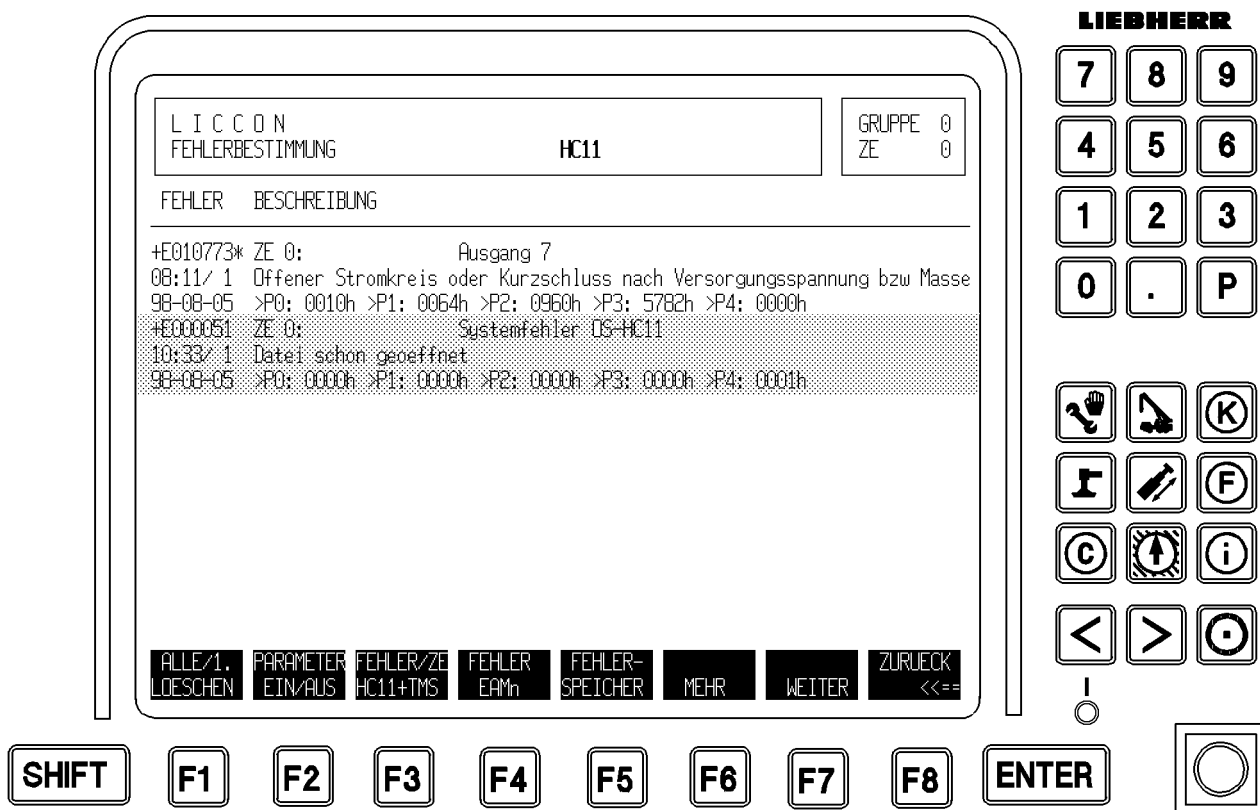 LIEBHERR
LICCON
FEHLERBESTIMMUNG HC11
GRUPPE 0
ZE 0
FEHLER BESCHREIBUNG
+E010773* ZE 0: Ausgang 7
08:11/ 1 Offener Stromkreis oder Kurzschluss nach Versorgungsspannung bzw Masse
98-08-05 >P0: 0010h >P1: 0064h >P2: 0960h >P3: 5782h >P4: 0000h
+E000051 ZE 0: Systemfehler OS-HC11
10:33/ 1 Datei schon geoeffnet
98-08-05 >P0: 0000h >P1: 0000h >P2: 0000h >P3: 0000h >P4: 0001h
ALLE/1. LOESCHEN
PARAMETER EIN/AUS
FEHLER/ZE HC11+TMS
FEHLER EAMn
FEHLER- SPEICHER
MEHR
WEITER
ZURUECK <<==
7 8 9
4 5 6
1 2 3
0 . P
K
F
C i
< >
I
SHIFT F1 F2 F3 F4 F5 F6 F7 F8 ENTER